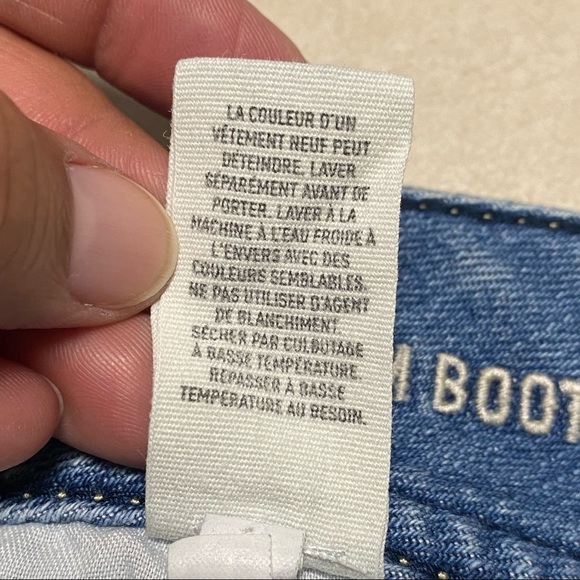 LA COULEUR D'UN
VÊTEMENT NEUF PEUT
DÉTEINDRE. LAVER
SÉPAREMENT AVANT DE
PORTER. LAVER À LA
MACHINE À L'EAU FROIDE À
L'ENVERS AVEC DES
COULEURS SEMBLABLES.
NE PAS UTILISER D'AGENT
DE BLANCHIMENT.
SÉCHER PAR CULBUTAGE
À BASSE TEMPÉRATURE.
REPASSER À BASSE
TEMPÉRATURE AU BESOIN.
M BOOT